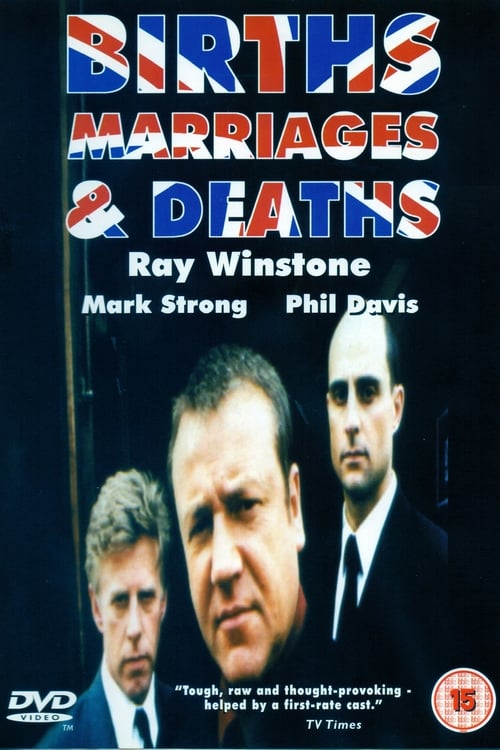 BIRTHS
MARRIAGES
& DEATHS
Ray Winstone
Mark Strong Phil Davis
"Tough, raw and thought-provoking -
helped by a first-rate cast."
TV Times
DVD
VIDEO
TM
15